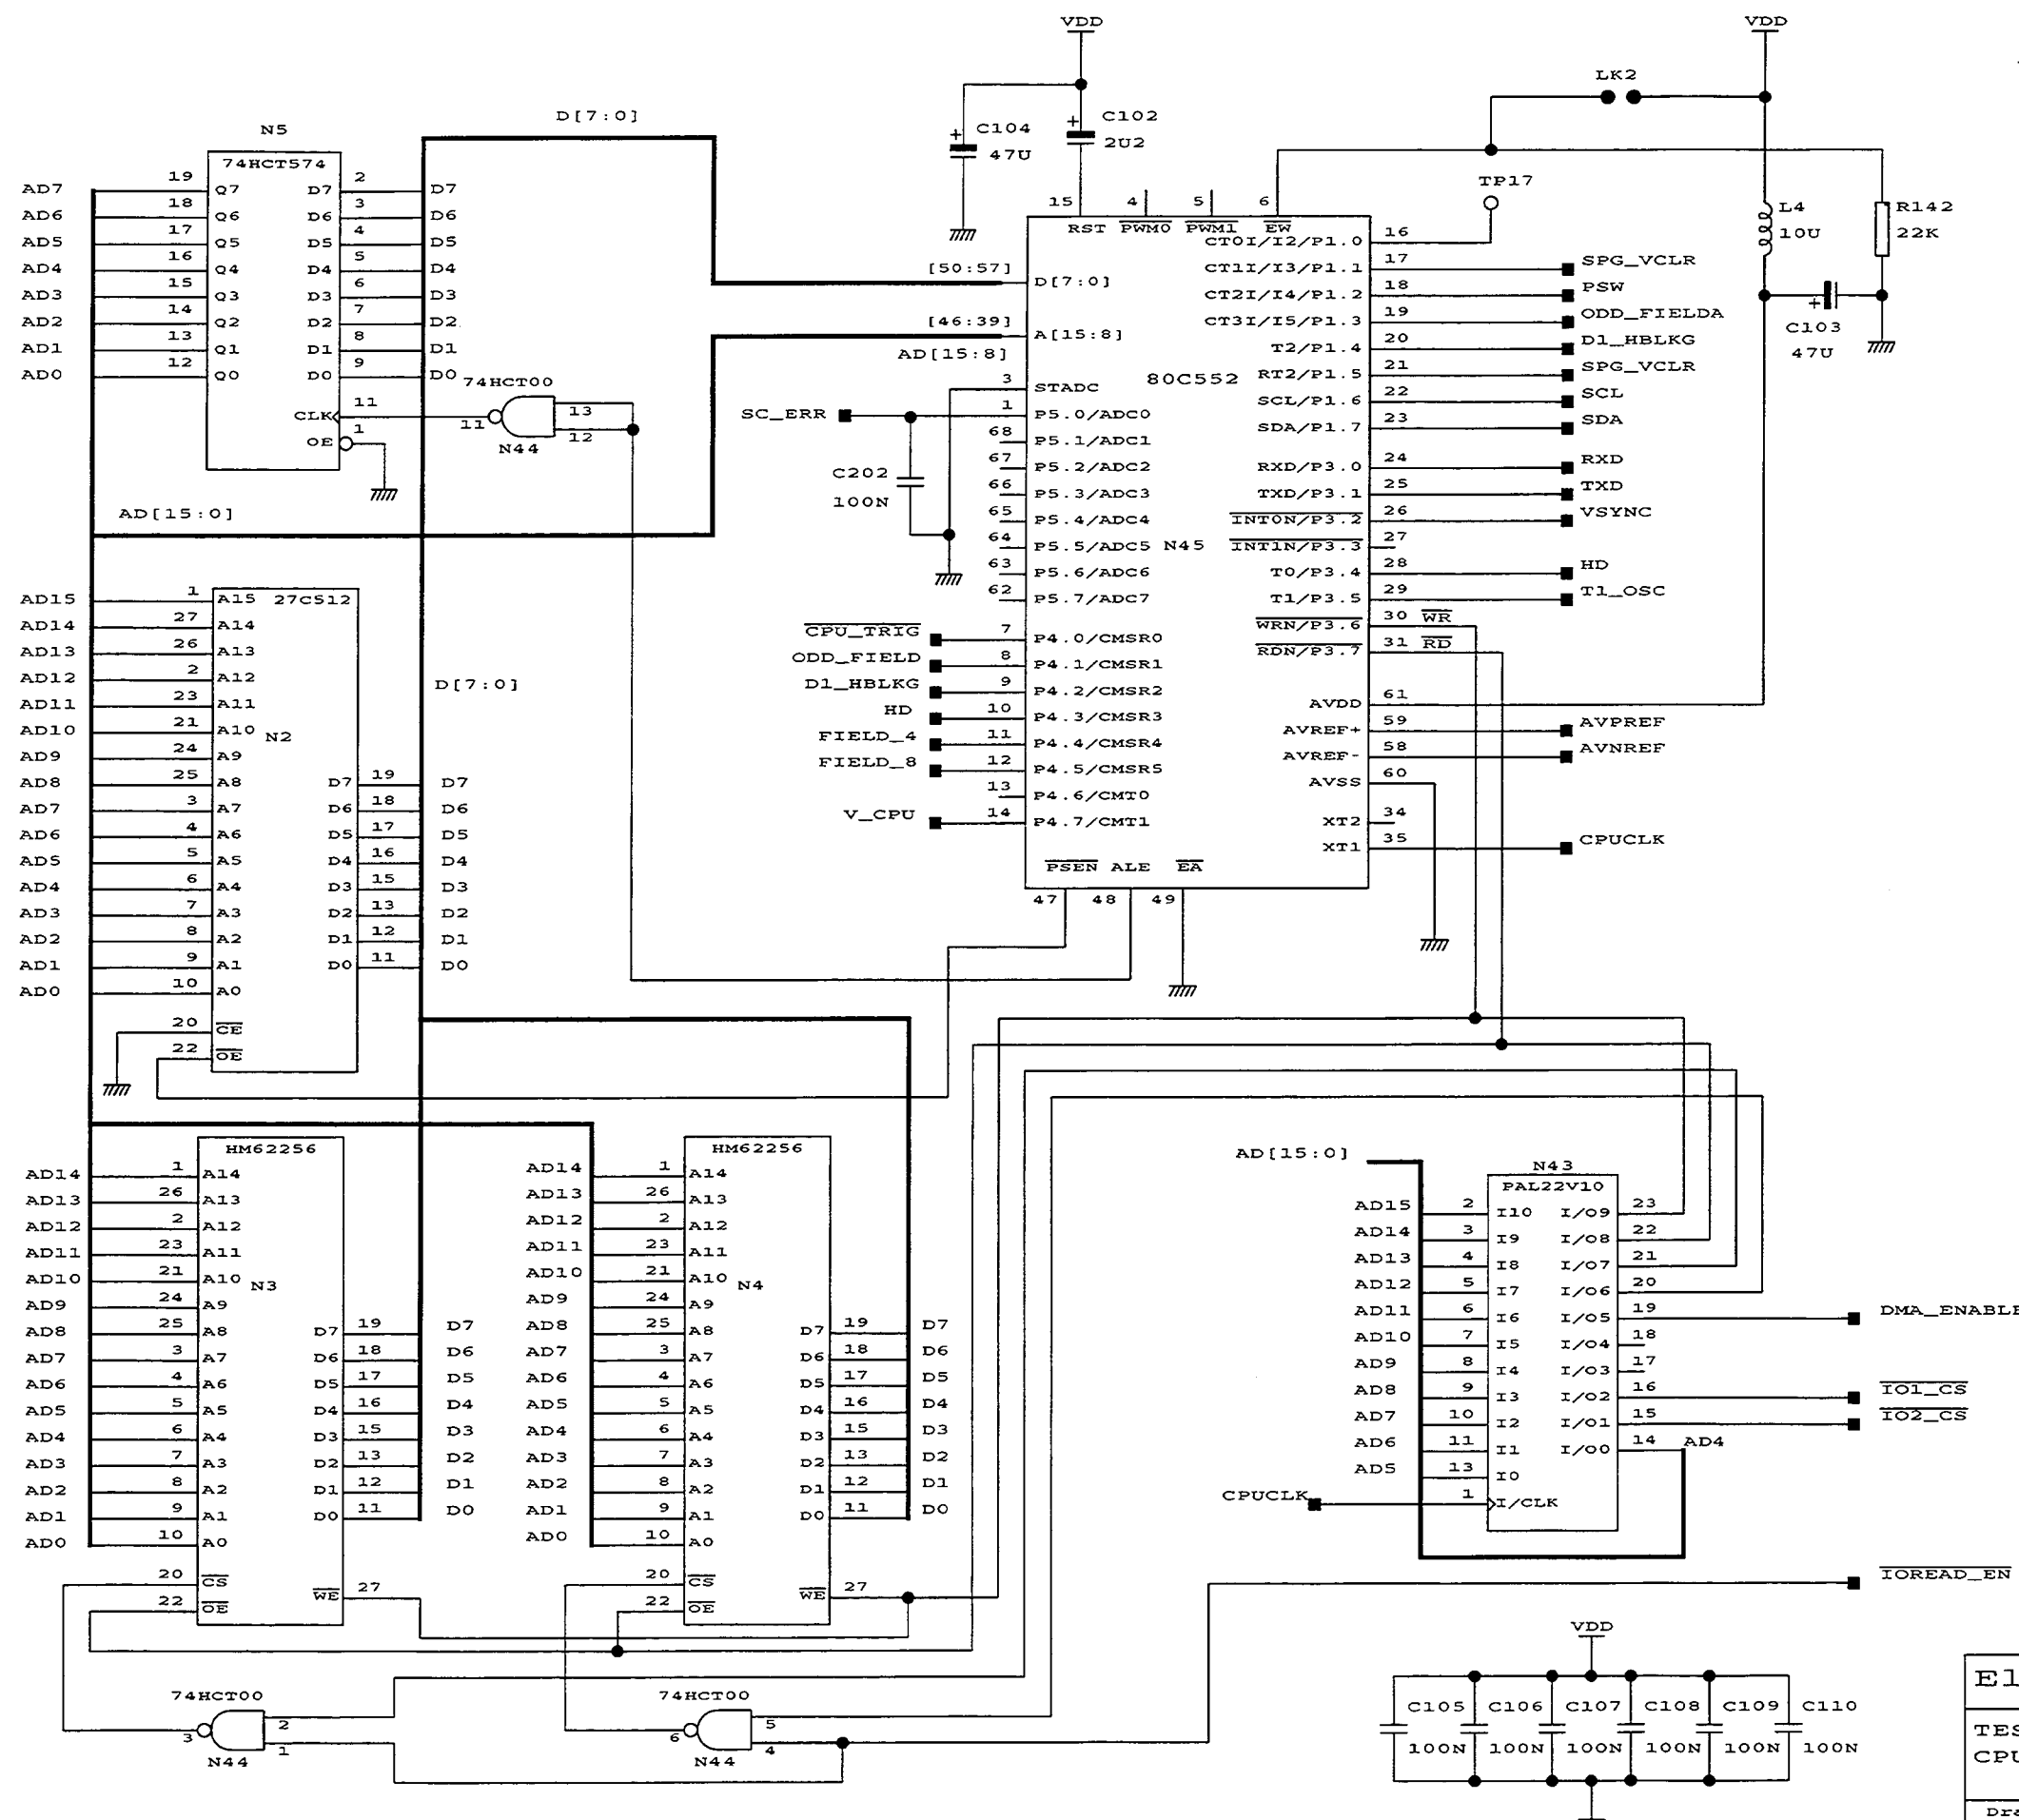 VDD
VDD
LK2
C104
47U
C102
2U2
D[7:0]
N5
74HCT574
AD7 19 Q7 D7 2 D7
AD6 18 Q6 D6 3 D6
AD5 17 Q5 D5 4 D5
AD4 16 Q4 D4 5 D4
AD3 15 Q3 D3 6 D3
AD2 14 Q2 D2 7 D2
AD1 13 Q1 D1 8 D1
AD0 12 Q0 D0 9 D0
CLK 11
OE 1
74HCT00
11 13
12
N44
AD[15:0]
TP17
L4
10U
R142
22K
C103
47U
15 4 5 6
RST PWM0 PWM1 EW
[50:57] D[7:0]
[46:39] A[15:8]
AD[15:8]
80C552
N45
3 STADC
SC_ERR 1 P5.0/ADC0
68 P5.1/ADC1
67 P5.2/ADC2
66 P5.3/ADC3
65 P5.4/ADC4
64 P5.5/ADC5
63 P5.6/ADC6
62 P5.7/ADC7
C202
100N
CPU_TRIG 7 P4.0/CMSR0
ODD_FIELD 8 P4.1/CMSR1
D1_HBLKG 9 P4.2/CMSR2
HD 10 P4.3/CMSR3
FIELD_4 11 P4.4/CMSR4
FIELD_8 12 P4.5/CMSR5
13 P4.6/CMT0
V_CPU 14 P4.7/CMT1
PSEN ALE EA
47 48 49
CT0I/I2/P1.0 16
CT1I/I3/P1.1 17 SPG_VCLR
CT2I/I4/P1.2 18 PSW
CT3I/I5/P1.3 19 ODD_FIELDA
T2/P1.4 20 D1_HBLKG
RT2/P1.5 21 SPG_VCLR
SCL/P1.6 22 SCL
SDA/P1.7 23 SDA
RXD/P3.0 24 RXD
TXD/P3.1 25 TXD
INT0N/P3.2 26 VSYNC
INT1N/P3.3 27
T0/P3.4 28 HD
T1/P3.5 29 T1_OSC
WRN/P3.6 30 WR
RDN/P3.7 31 RD
AVDD 61
AVREF+ 59 AVPREF
AVREF- 58 AVNREF
AVSS 60
XT2 34
XT1 35 CPUCLK
27C512
N2
D[7:0]
AD15 1 A15
AD14 27 A14
AD13 26 A13
AD12 2 A12
AD11 23 A11
AD10 21 A10
AD9 24 A9
AD8 25 A8 D7 19 D7
AD7 3 A7 D6 18 D6
AD6 4 A6 D5 17 D5
AD5 5 A5 D4 16 D4
AD4 6 A4 D3 15 D3
AD3 7 A3 D2 13 D2
AD2 8 A2 D1 12 D1
AD1 9 A1 D0 11 D0
AD0 10 A0
20 CE
22 OE
HM62256
N3
AD14 1 A14
AD13 26 A13
AD12 2 A12
AD11 23 A11
AD10 21 A10
AD9 24 A9
AD8 25 A8 D7 19 D7
AD7 3 A7 D6 18 D6
AD6 4 A6 D5 17 D5
AD5 5 A5 D4 16 D4
AD4 6 A4 D3 15 D3
AD3 7 A3 D2 13 D2
AD2 8 A2 D1 12 D1
AD1 9 A1 D0 11 D0
AD0 10 A0
20 CS
22 OE WE 27
HM62256
N4
AD14 1 A14
AD13 26 A13
AD12 2 A12
AD11 23 A11
AD10 21 A10
AD9 24 A9
AD8 25 A8 D7 19 D7
AD7 3 A7 D6 18 D6
AD6 4 A6 D5 17 D5
AD5 5 A5 D4 16 D4
AD4 6 A4 D3 15 D3
AD3 7 A3 D2 13 D2
AD2 8 A2 D1 12 D1
AD1 9 A1 D0 11 D0
AD0 10 A0
20 CS
22 OE WE 27
74HCT00
3 2
1
N44
74HCT00
6 5
4
N44
AD[15:0]
N43
PAL22V10
AD15 2 I10 I/O9 23
AD14 3 I9 I/O8 22
AD13 4 I8 I/O7 21
AD12 5 I7 I/O6 20
AD11 6 I6 I/O5 19 DMA_ENABLE
AD10 7 I5 I/O4 18
AD9 8 I4 I/O3 17
AD8 9 I3 I/O2 16 IO1_CS
AD7 10 I2 I/O1 15 IO2_CS
AD6 11 I1 I/O0 14 AD4
AD5 13 I0
CPUCLK 1 I/CLK
IOREAD_EN
VDD
C105 C106 C107 C108 C109 C110
100N 100N 100N 100N 100N 100N
El
TES
CPU
Dra